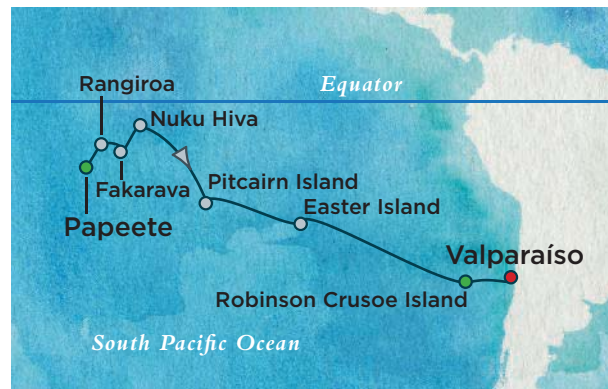 Rangiroa
Equator
Nuku Hiva
Fakarava
Pitcairn Island
Papeete
Easter Island
Valparaíso
Robinson Crusoe Island
South Pacific Ocean